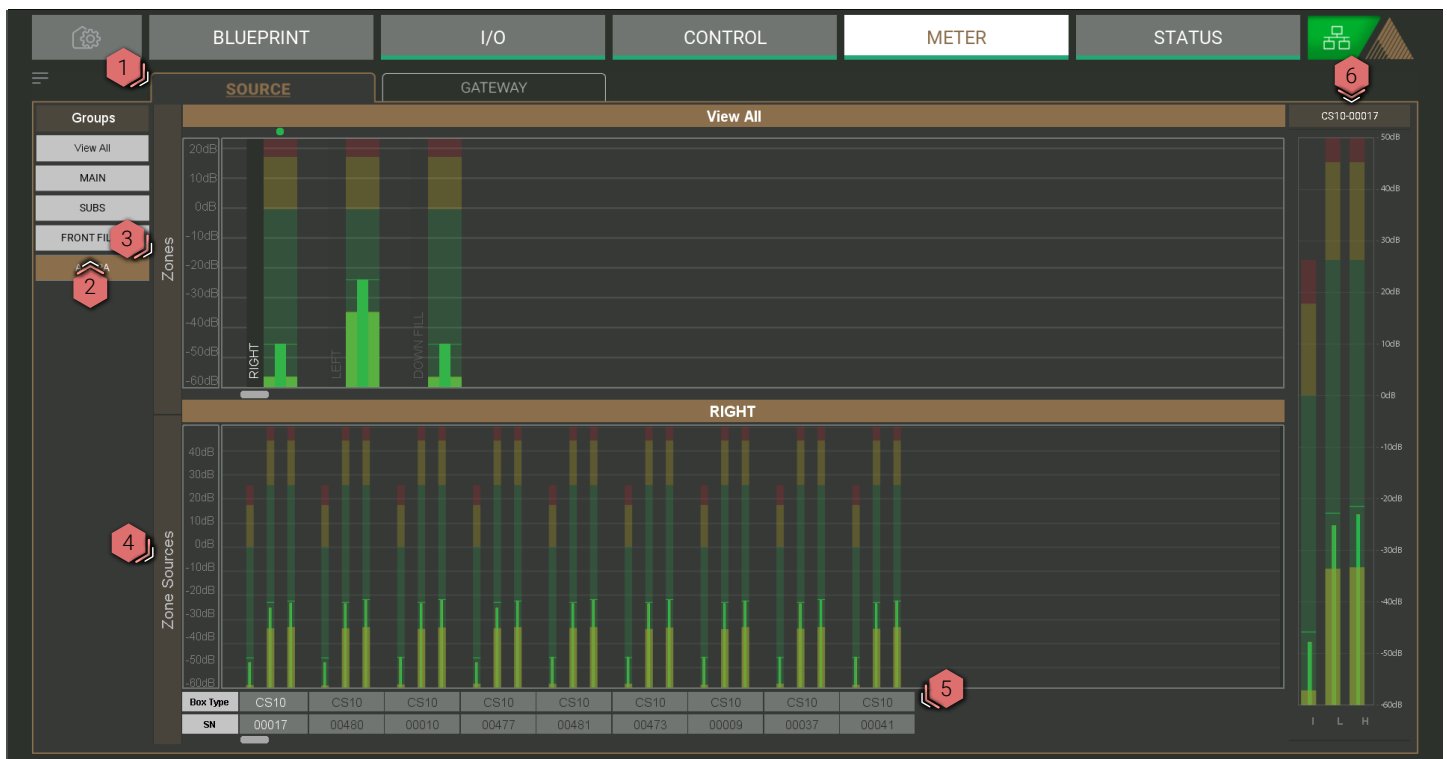 BLUEPRINT
I/O
CONTROL
METER
STATUS
1
6
SOURCE
GATEWAY
Groups
View All
CS10-00017
View All
MAIN
SUBS
FRONT FIL
3
2
Zones
20dB
10dB
0dB
-10dB
-20dB
-30dB
-40dB
-50dB
-60dB
RIGHT
LEFT
DOWN FILL
RIGHT
4
Zone Sources
40dB
30dB
20dB
10dB
0dB
-10dB
-20dB
-30dB
-40dB
-50dB
-60dB
5
Box Type CS10 CS10 CS10 CS10 CS10 CS10 CS10 CS10 CS10
SN 00017 00480 00010 00477 00481 00473 00009 00037 00041
50dB
40dB
30dB
20dB
10dB
0dB
-10dB
-20dB
-30dB
-40dB
-50dB
-60dB
I L H